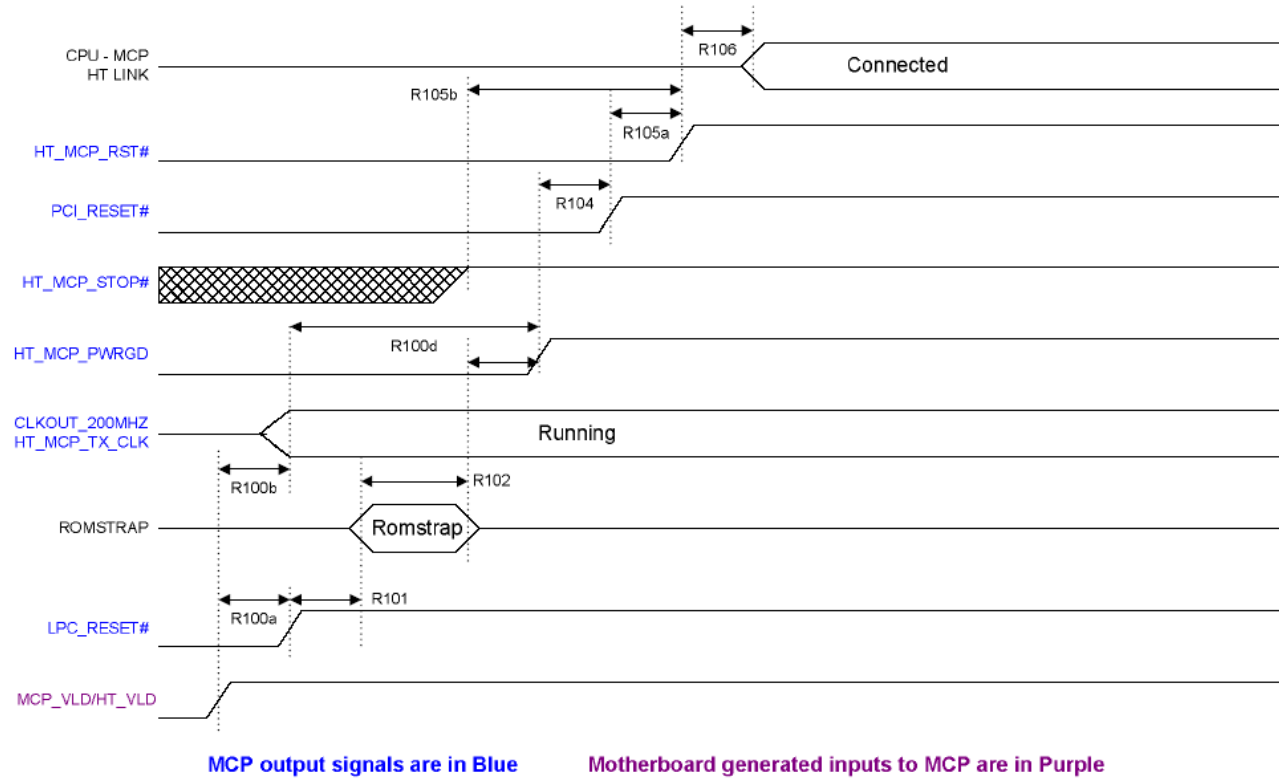 R106
CPU - MCP
HT LINK
Connected
R105b
R105a
HT_MCP_RST#
R104
PCI_RESET#
HT_MCP_STOP#
R100d
HT_MCP_PWRGD
CLKOUT_200MHZ
HT_MCP_TX_CLK
Running
R100b
R102
ROMSTRAP
Romstrap
R101
R100a
LPC_RESET#
MCP_VLD/HT_VLD
MCP output signals are in Blue
Motherboard generated inputs to MCP are in Purple